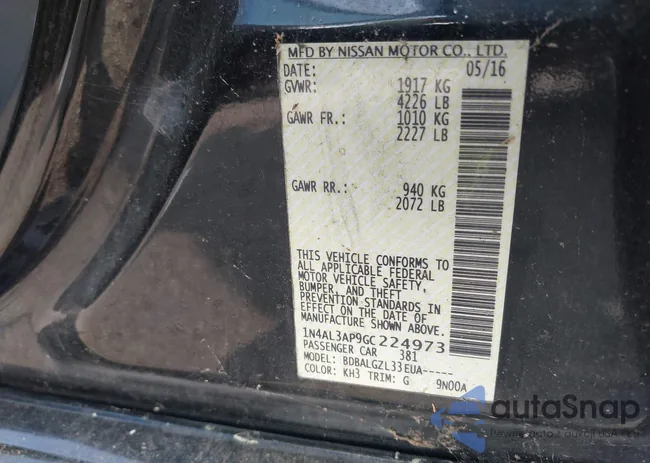 MFD BY NISSAN MOTOR CO., LTD.
DATE: 05/16
GVWR: 1917 KG
4226 LB
GAWR FR.: 1010 KG
2227 LB
GAWR RR.: 940 KG
2072 LB
THIS VEHICLE CONFORMS TO
ALL APPLICABLE FEDERAL
MOTOR VEHICLE SAFETY,
BUMPER, AND THEFT
PREVENTION STANDARDS IN
EFFECT ON THE DATE OF
MANUFACTURE SHOWN ABOVE.
1N4AL3AP9GC224973
PASSENGER CAR 381
MODEL: BDBALGZL33EUA-----
COLOR: KH3 TRIM: G 9N00A
autoSnap